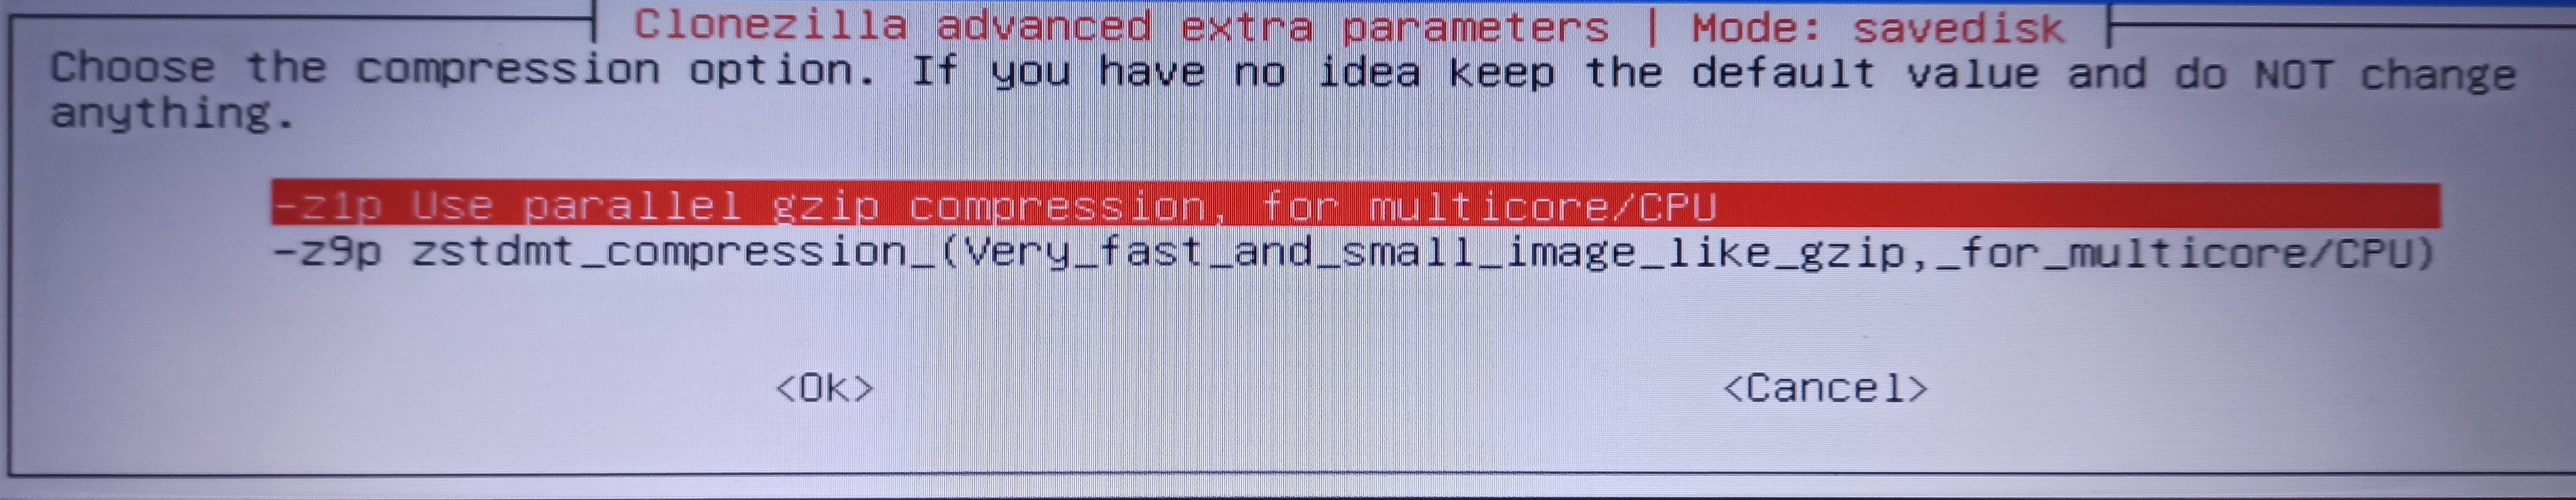 Clonezilla advanced extra parameters | Mode: savedisk
Choose the compression option. If you have no idea keep the default value and do NOT change
anything.
-z1p Use parallel gzip compression, for multicore/CPU
-z9p zstdmt_compression_(Very_fast_and_small_image_like_gzip,_for_multicore/CPU)
<Ok> <Cancel>